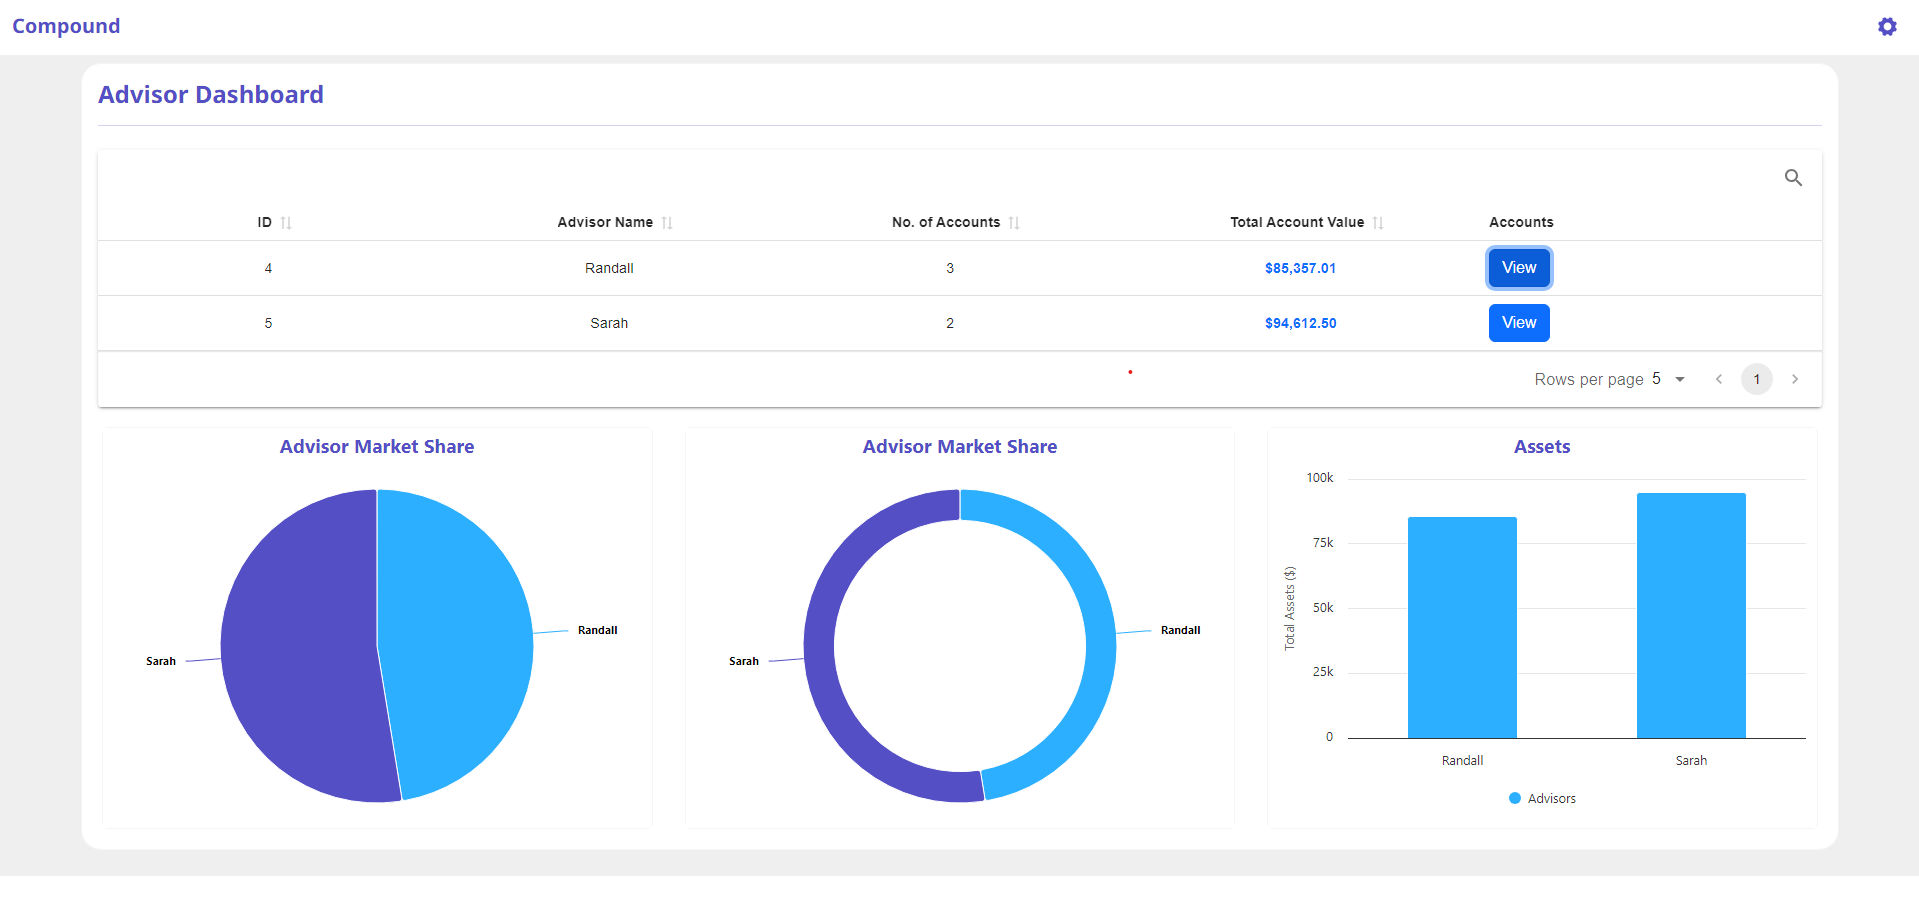 Compound
Advisor Dashboard
ID Advisor Name No. of Accounts Total Account Value Accounts
4 Randall 3 $85,357.01 View
5 Sarah 2 $94,612.50 View
Rows per page 5 1
Advisor Market Share
Randall
Sarah
Advisor Market Share
Randall
Sarah
Assets
100k
75k
50k
25k
0
Total Assets ($)
Randall Sarah
Advisors